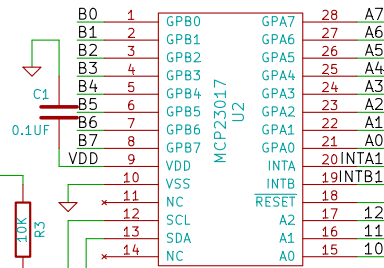 B0 1 GPB0 GPA7 28 A7
B1 2 GPB1 GPA6 27 A6
B2 3 GPB2 GPA5 26 A5
B3 4 GPB3 GPA4 25 A4
C1 B4 5 GPB4 GPA3 24 A3
B5 6 GPB5 GPA2 23 A2
0.1UF B6 7 GPB6 GPA1 22 A1
B7 8 GPB7 GPA0 21 A0
VDD 9 VDD INTA 20 INTA1
10 VSS INTB 19 INTB1
11 NC RESET 18
12 SCL A2 17 12
13 SDA A1 16 11
14 NC A0 15 10
MCP23017
U2
10K
R3